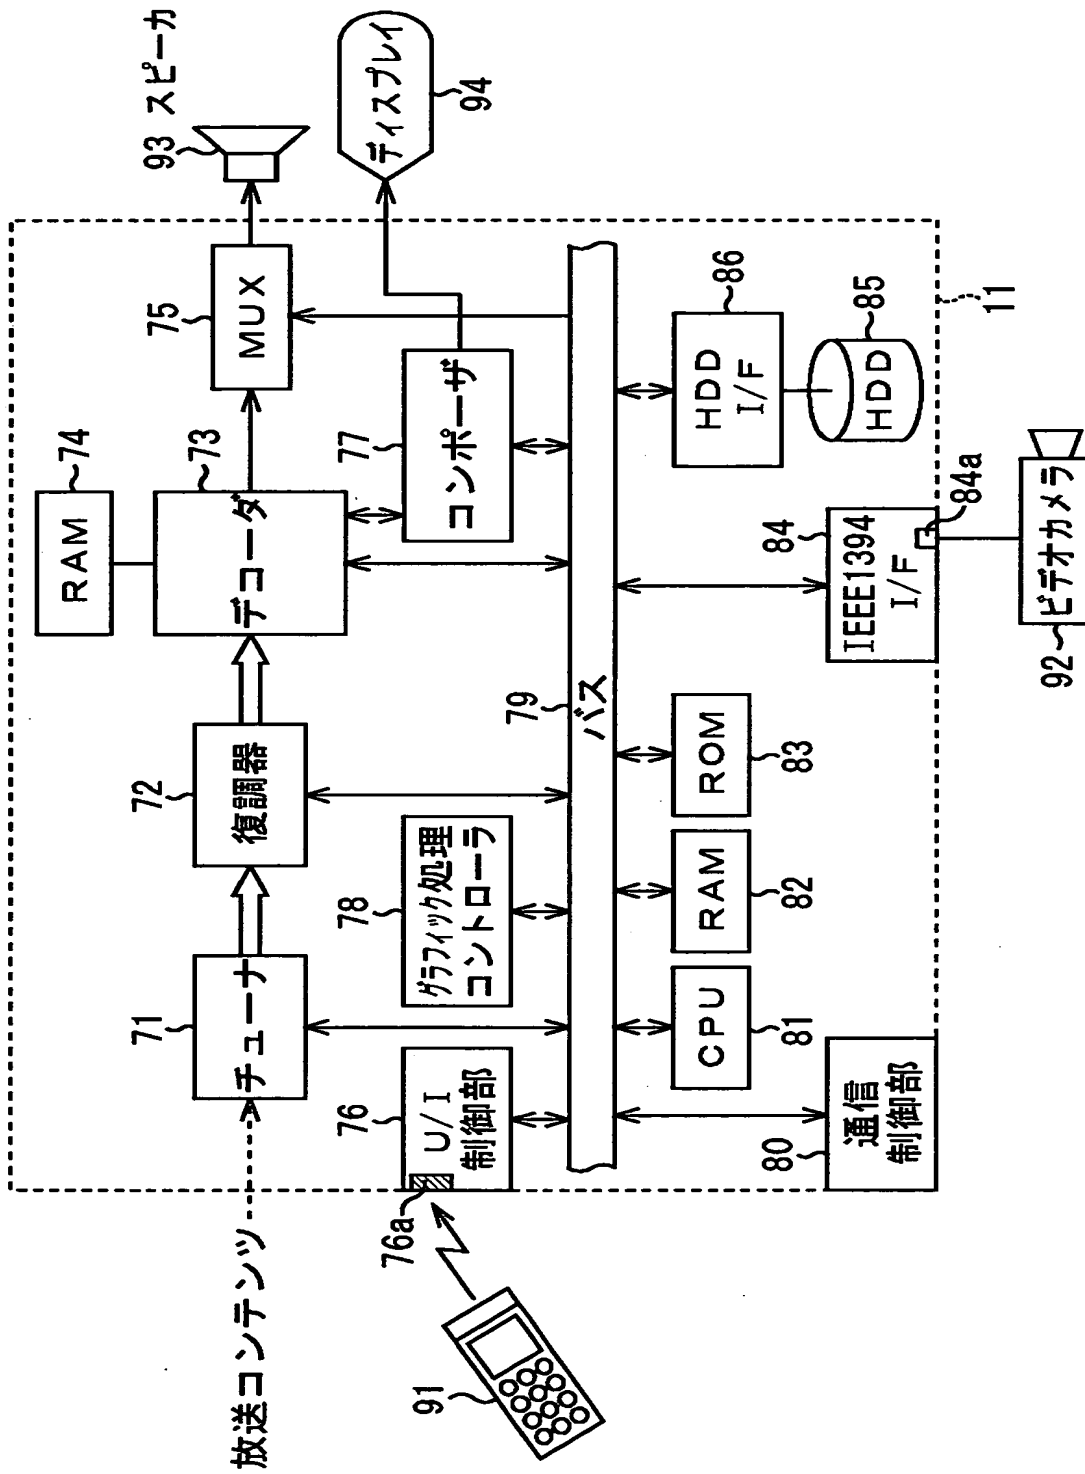 放送コンテンツ
71
チューナ
72
復調器
73
デコーダ
74
RAM
75
MUX
93 スピーカ
94
ディスプレイ
91
76a
76
U/I
制御部
78
グラフィック処理
コントローラ
77
コンポーザ
79
バス
80
通信
制御部
81
CPU
82
RAM
83
ROM
84
IEEE1394
I/F
84a
86
HDD
I/F
85
HDD
92
ビデオカメラ
11